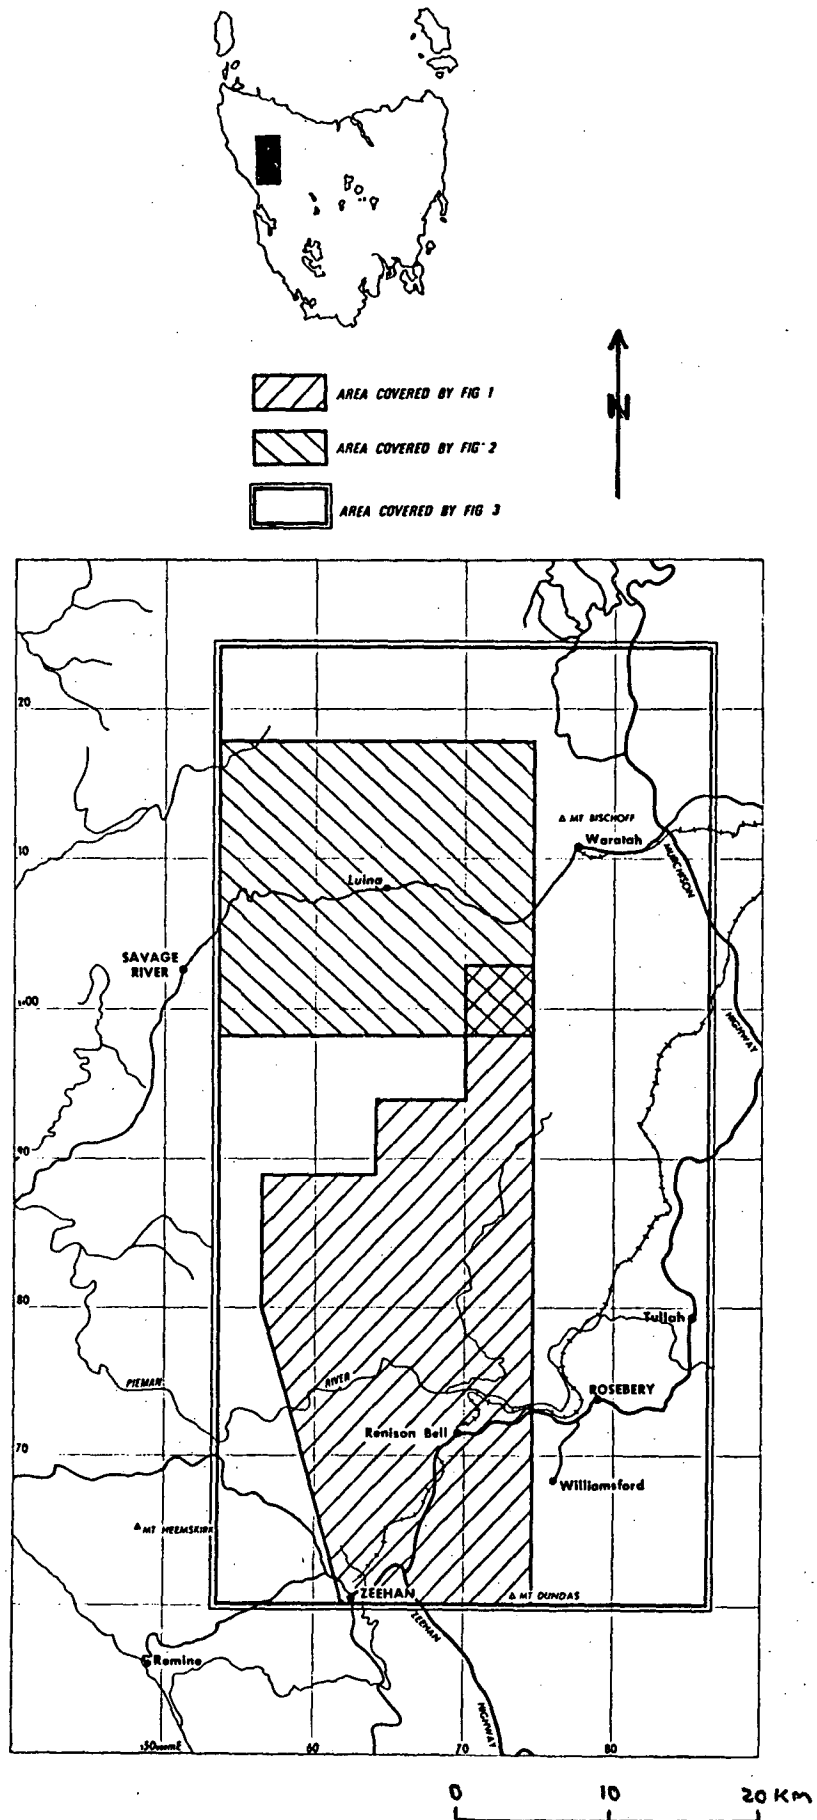 AREA COVERED BY FIG 1
N
AREA COVERED BY FIG 2
AREA COVERED BY FIG 3
20
MT BISCHOFF
Waratah
10
MURCHISON
Luina
SAVAGE
RIVER
HIGHWAY
90
80
Tullah
PIEMAN
RIVER
ROSEBERY
Renison Bell
70
Williamsford
MT HEEMSKIRK
ZEEHAN
MT DUNDAS
ZEEHAN
Remine
HIGHWAY
60
70
80
0 10 20 Km